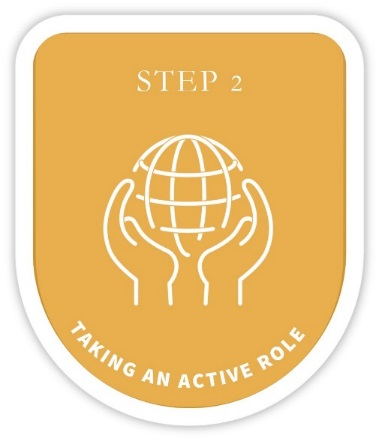 STEP 2
TAKING AN ACTIVE ROLE